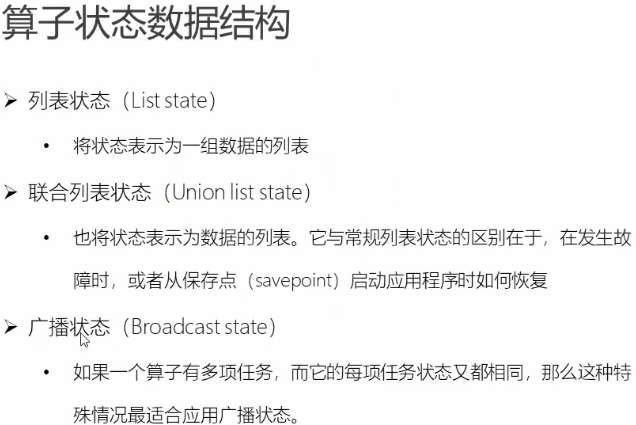 算子状态数据结构
➢ 列表状态（List state）
• 将状态表示为一组数据的列表
➢ 联合列表状态（Union list state）
• 也将状态表示为数据的列表。它与常规列表状态的区别在于，在发生故
障时，或者从保存点（savepoint）启动应用程序时如何恢复
➢ 广播状态（Broadcast state）
• 如果一个算子有多项任务，而它的每项任务状态又都相同，那么这种特
殊情况最适合应用广播状态。